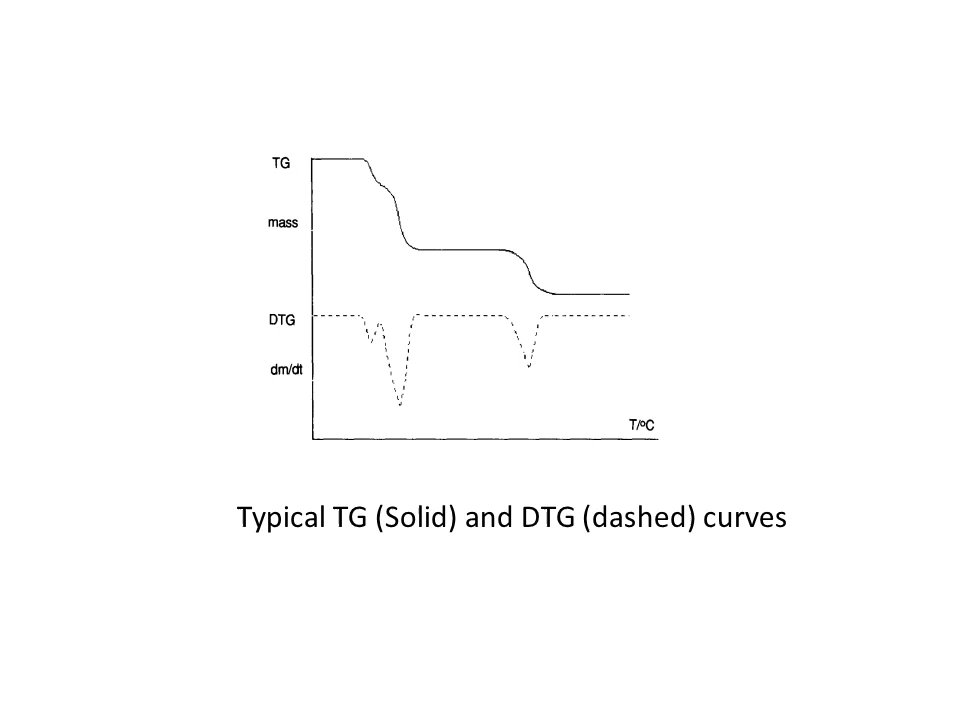 TG
mass
DTG
dm/dt
T/ºC
Typical TG (Solid) and DTG (dashed) curves